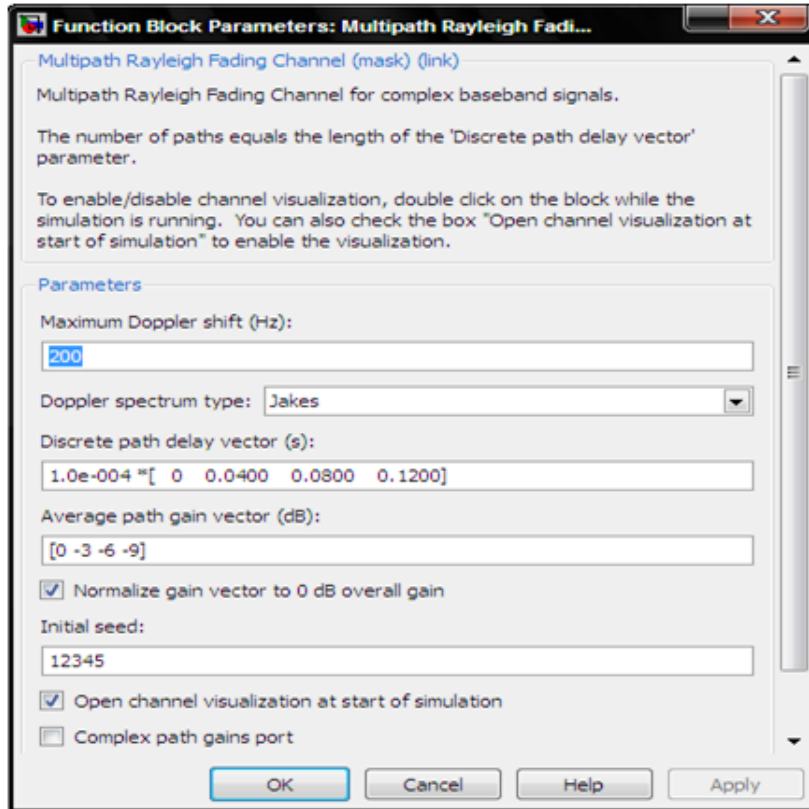 Function Block Parameters: Multipath Rayleigh Fadi...
Multipath Rayleigh Fading Channel (mask) (link)
Multipath Rayleigh Fading Channel for complex baseband signals.
The number of paths equals the length of the 'Discrete path delay vector'
parameter.
To enable/disable channel visualization, double click on the block while the
simulation is running.  You can also check the box "Open channel visualization at
start of simulation" to enable the visualization.
Parameters
Maximum Doppler shift (Hz):
200
Doppler spectrum type: Jakes
Discrete path delay vector (s):
1.0e-004 *[   0   0.0400   0.0800   0.1200]
Average path gain vector (dB):
[0 -3 -6 -9]
Normalize gain vector to 0 dB overall gain
Initial seed:
12345
Open channel visualization at start of simulation
Complex path gains port
OK Cancel Help Apply